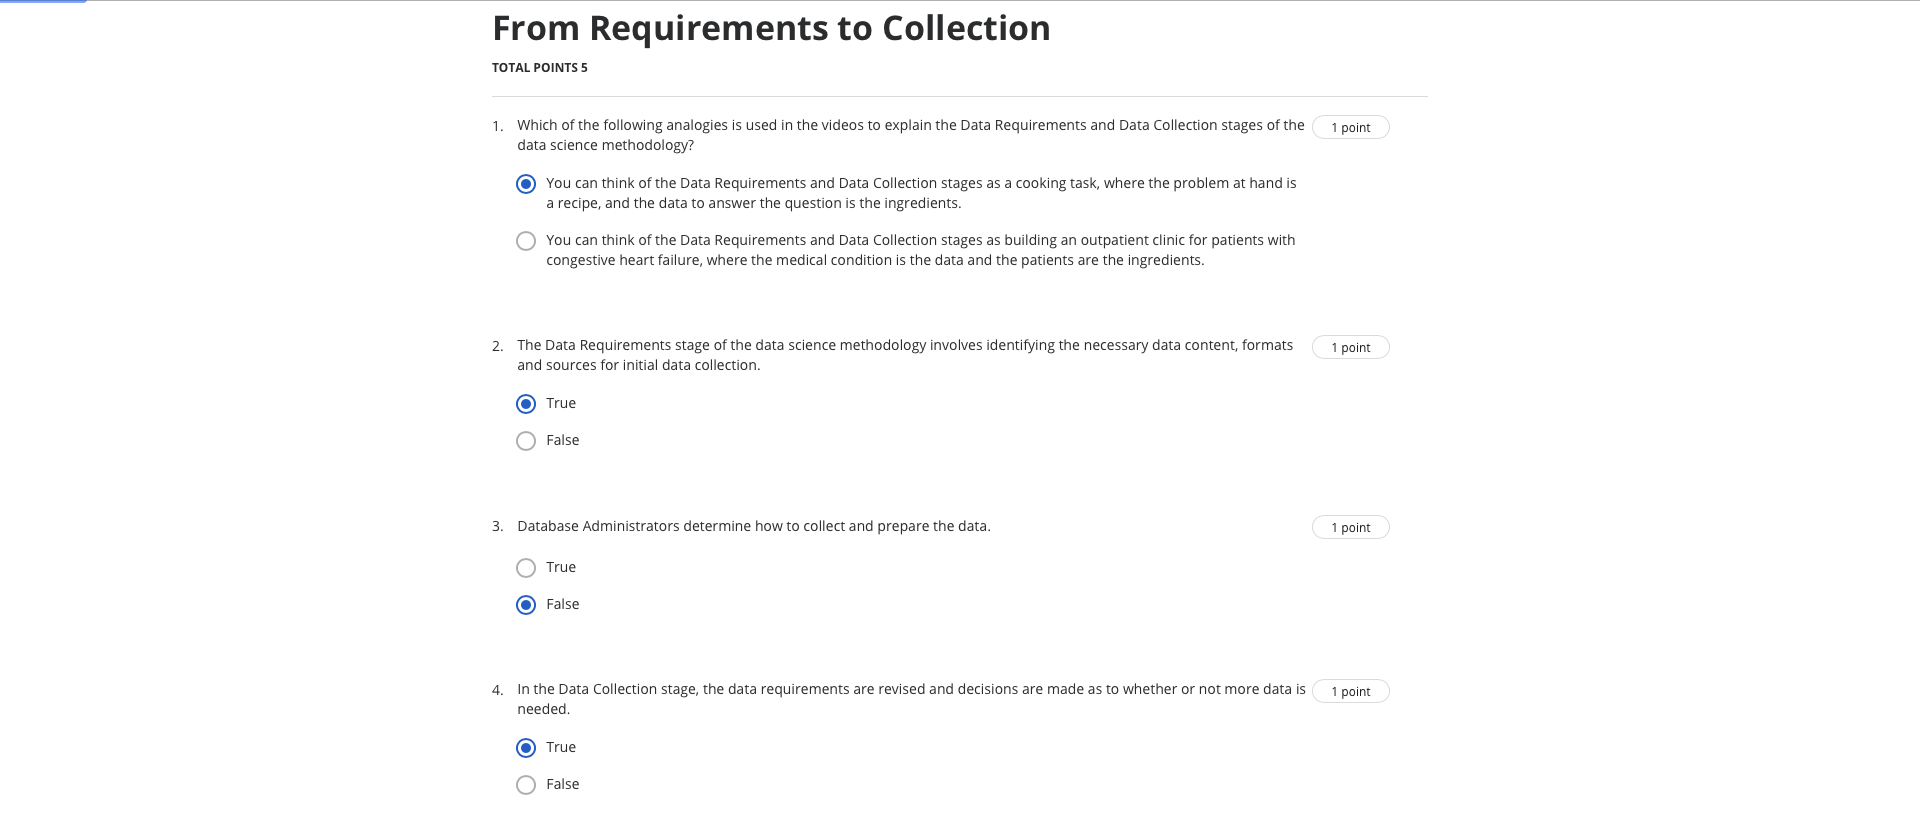 From Requirements to Collection
TOTAL POINTS 5
1. Which of the following analogies is used in the videos to explain the Data Requirements and Data Collection stages of the 1 point
data science methodology?
You can think of the Data Requirements and Data Collection stages as a cooking task, where the problem at hand is
a recipe, and the data to answer the question is the ingredients.
You can think of the Data Requirements and Data Collection stages as building an outpatient clinic for patients with
congestive heart failure, where the medical condition is the data and the patients are the ingredients.
2. The Data Requirements stage of the data science methodology involves identifying the necessary data content, formats 1 point
and sources for initial data collection.
True
False
3. Database Administrators determine how to collect and prepare the data. 1 point
True
False
4. In the Data Collection stage, the data requirements are revised and decisions are made as to whether or not more data is 1 point
needed.
True
False